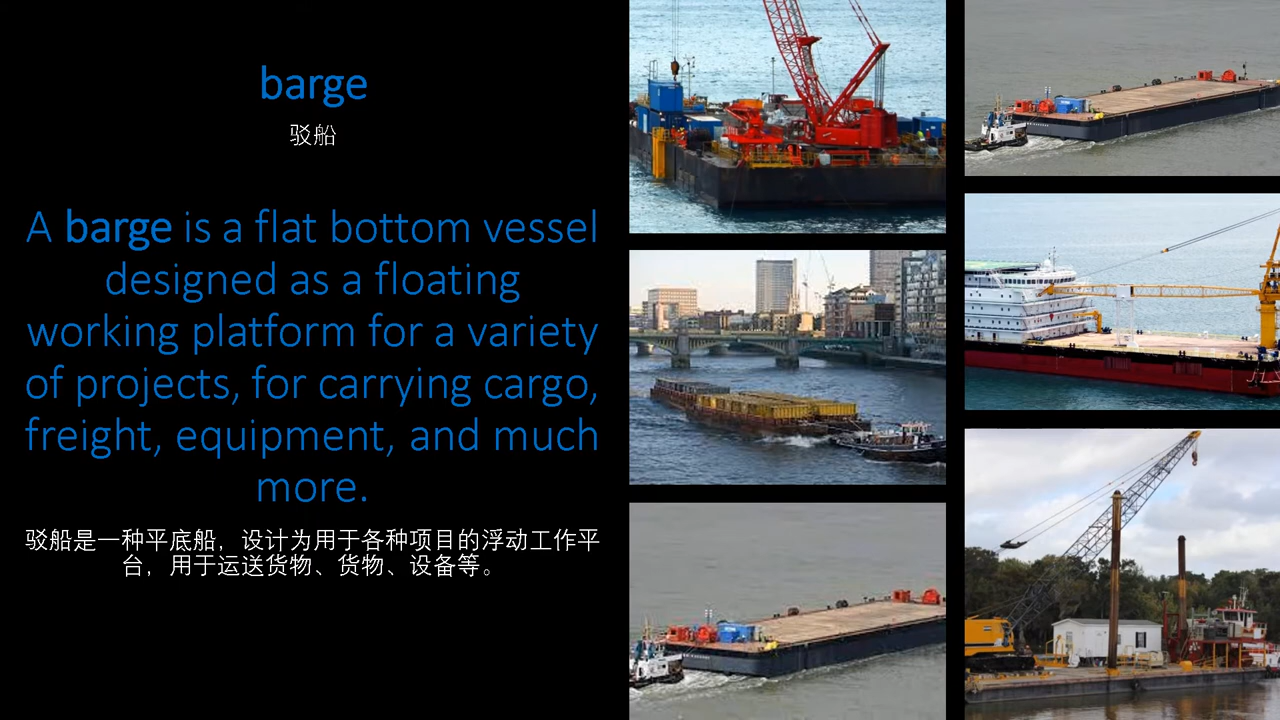 barge
驳船
A barge is a flat bottom vessel
designed as a floating
working platform for a variety
of projects, for carrying cargo,
freight, equipment, and much
more.
驳船是一种平底船，设计为用于各种项目的浮动工作平
台，用于运送货物、货物、设备等。